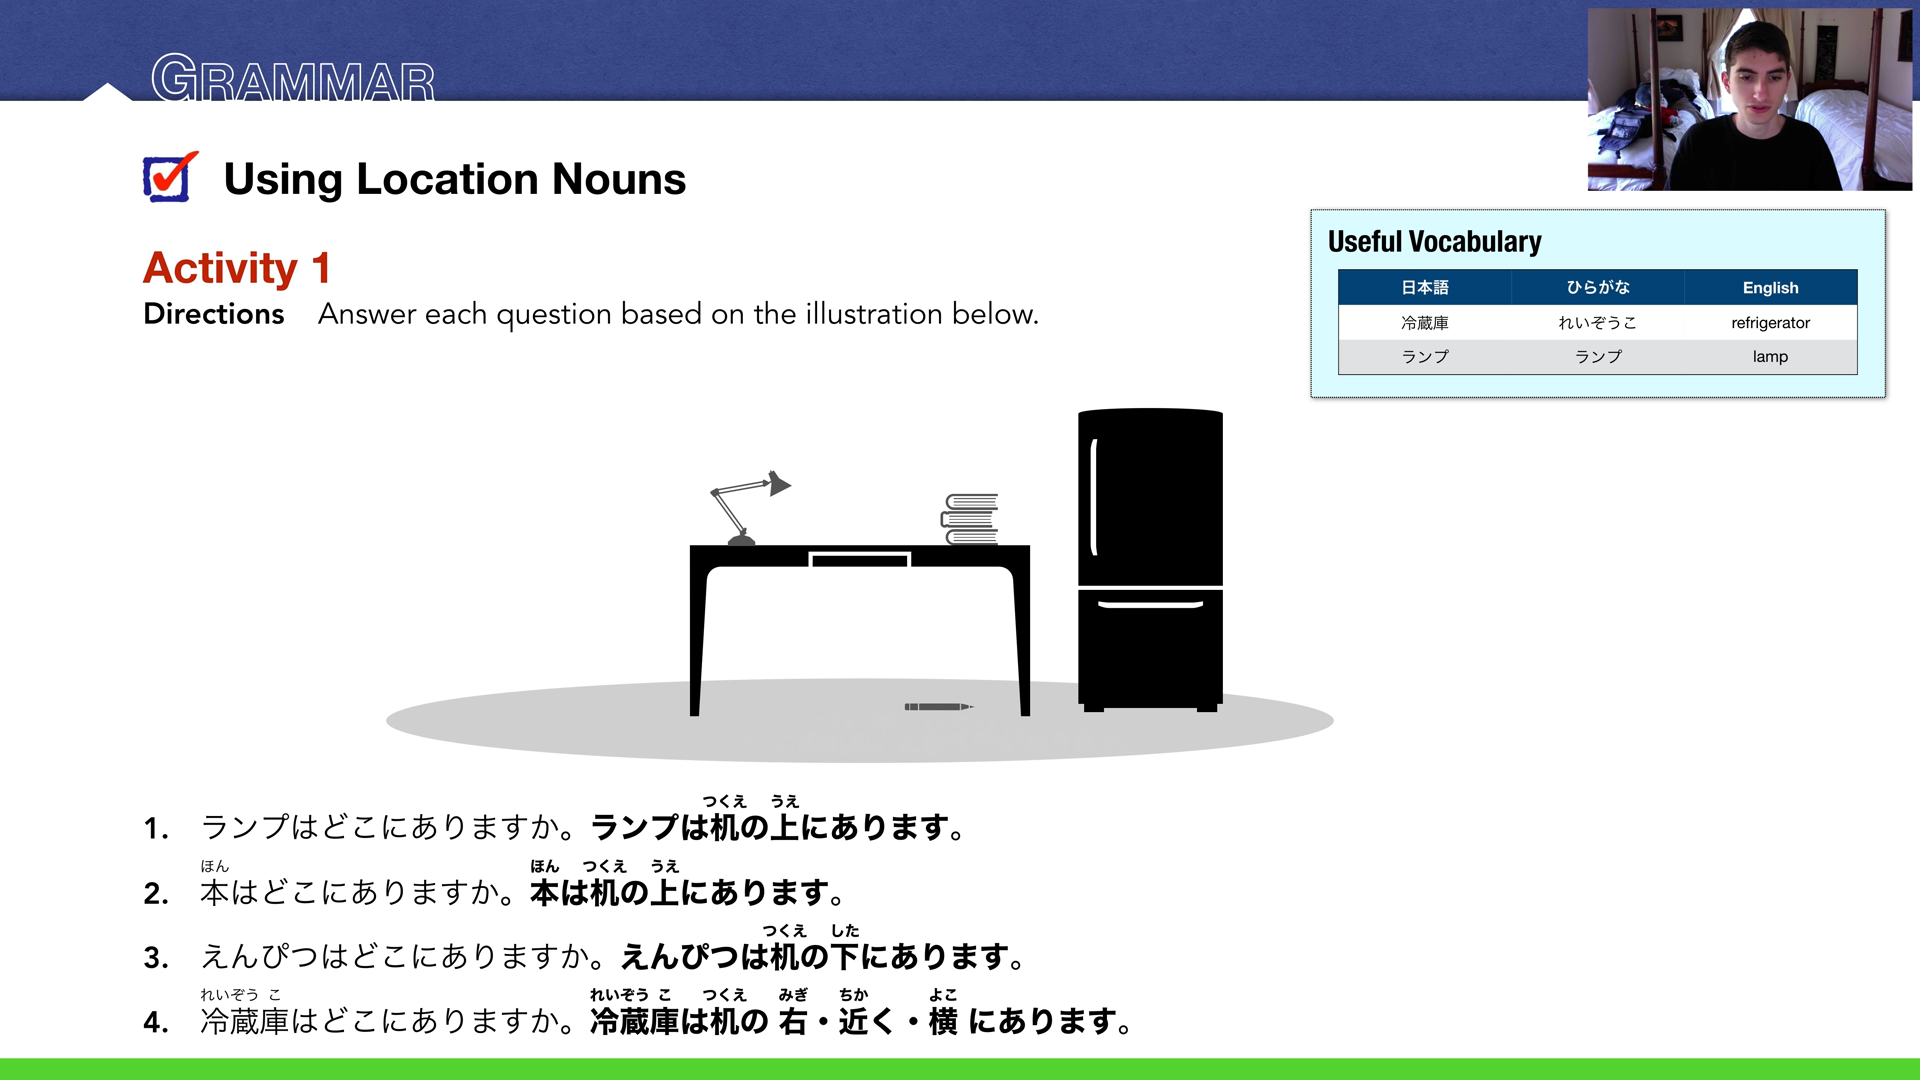 GRAMMAR
Using Location Nouns
Activity 1
Directions Answer each question based on the illustration below.
Useful Vocabulary
日本語 ひらがな English
冷蔵庫 れいぞうこ refrigerator
ランプ ランプ lamp
つくえ うえ
1. ランプはどこにありますか。ランプは机の上にあります。
ほん ほん つくえ うえ
2. 本はどこにありますか。本は机の上にあります。
つくえ した
3. えんぴつはどこにありますか。えんぴつは机の下にあります。
れいぞう こ れいぞう こ つくえ みぎ ちか よこ
4. 冷蔵庫はどこにありますか。冷蔵庫は机の 右・近く・横 にあります。